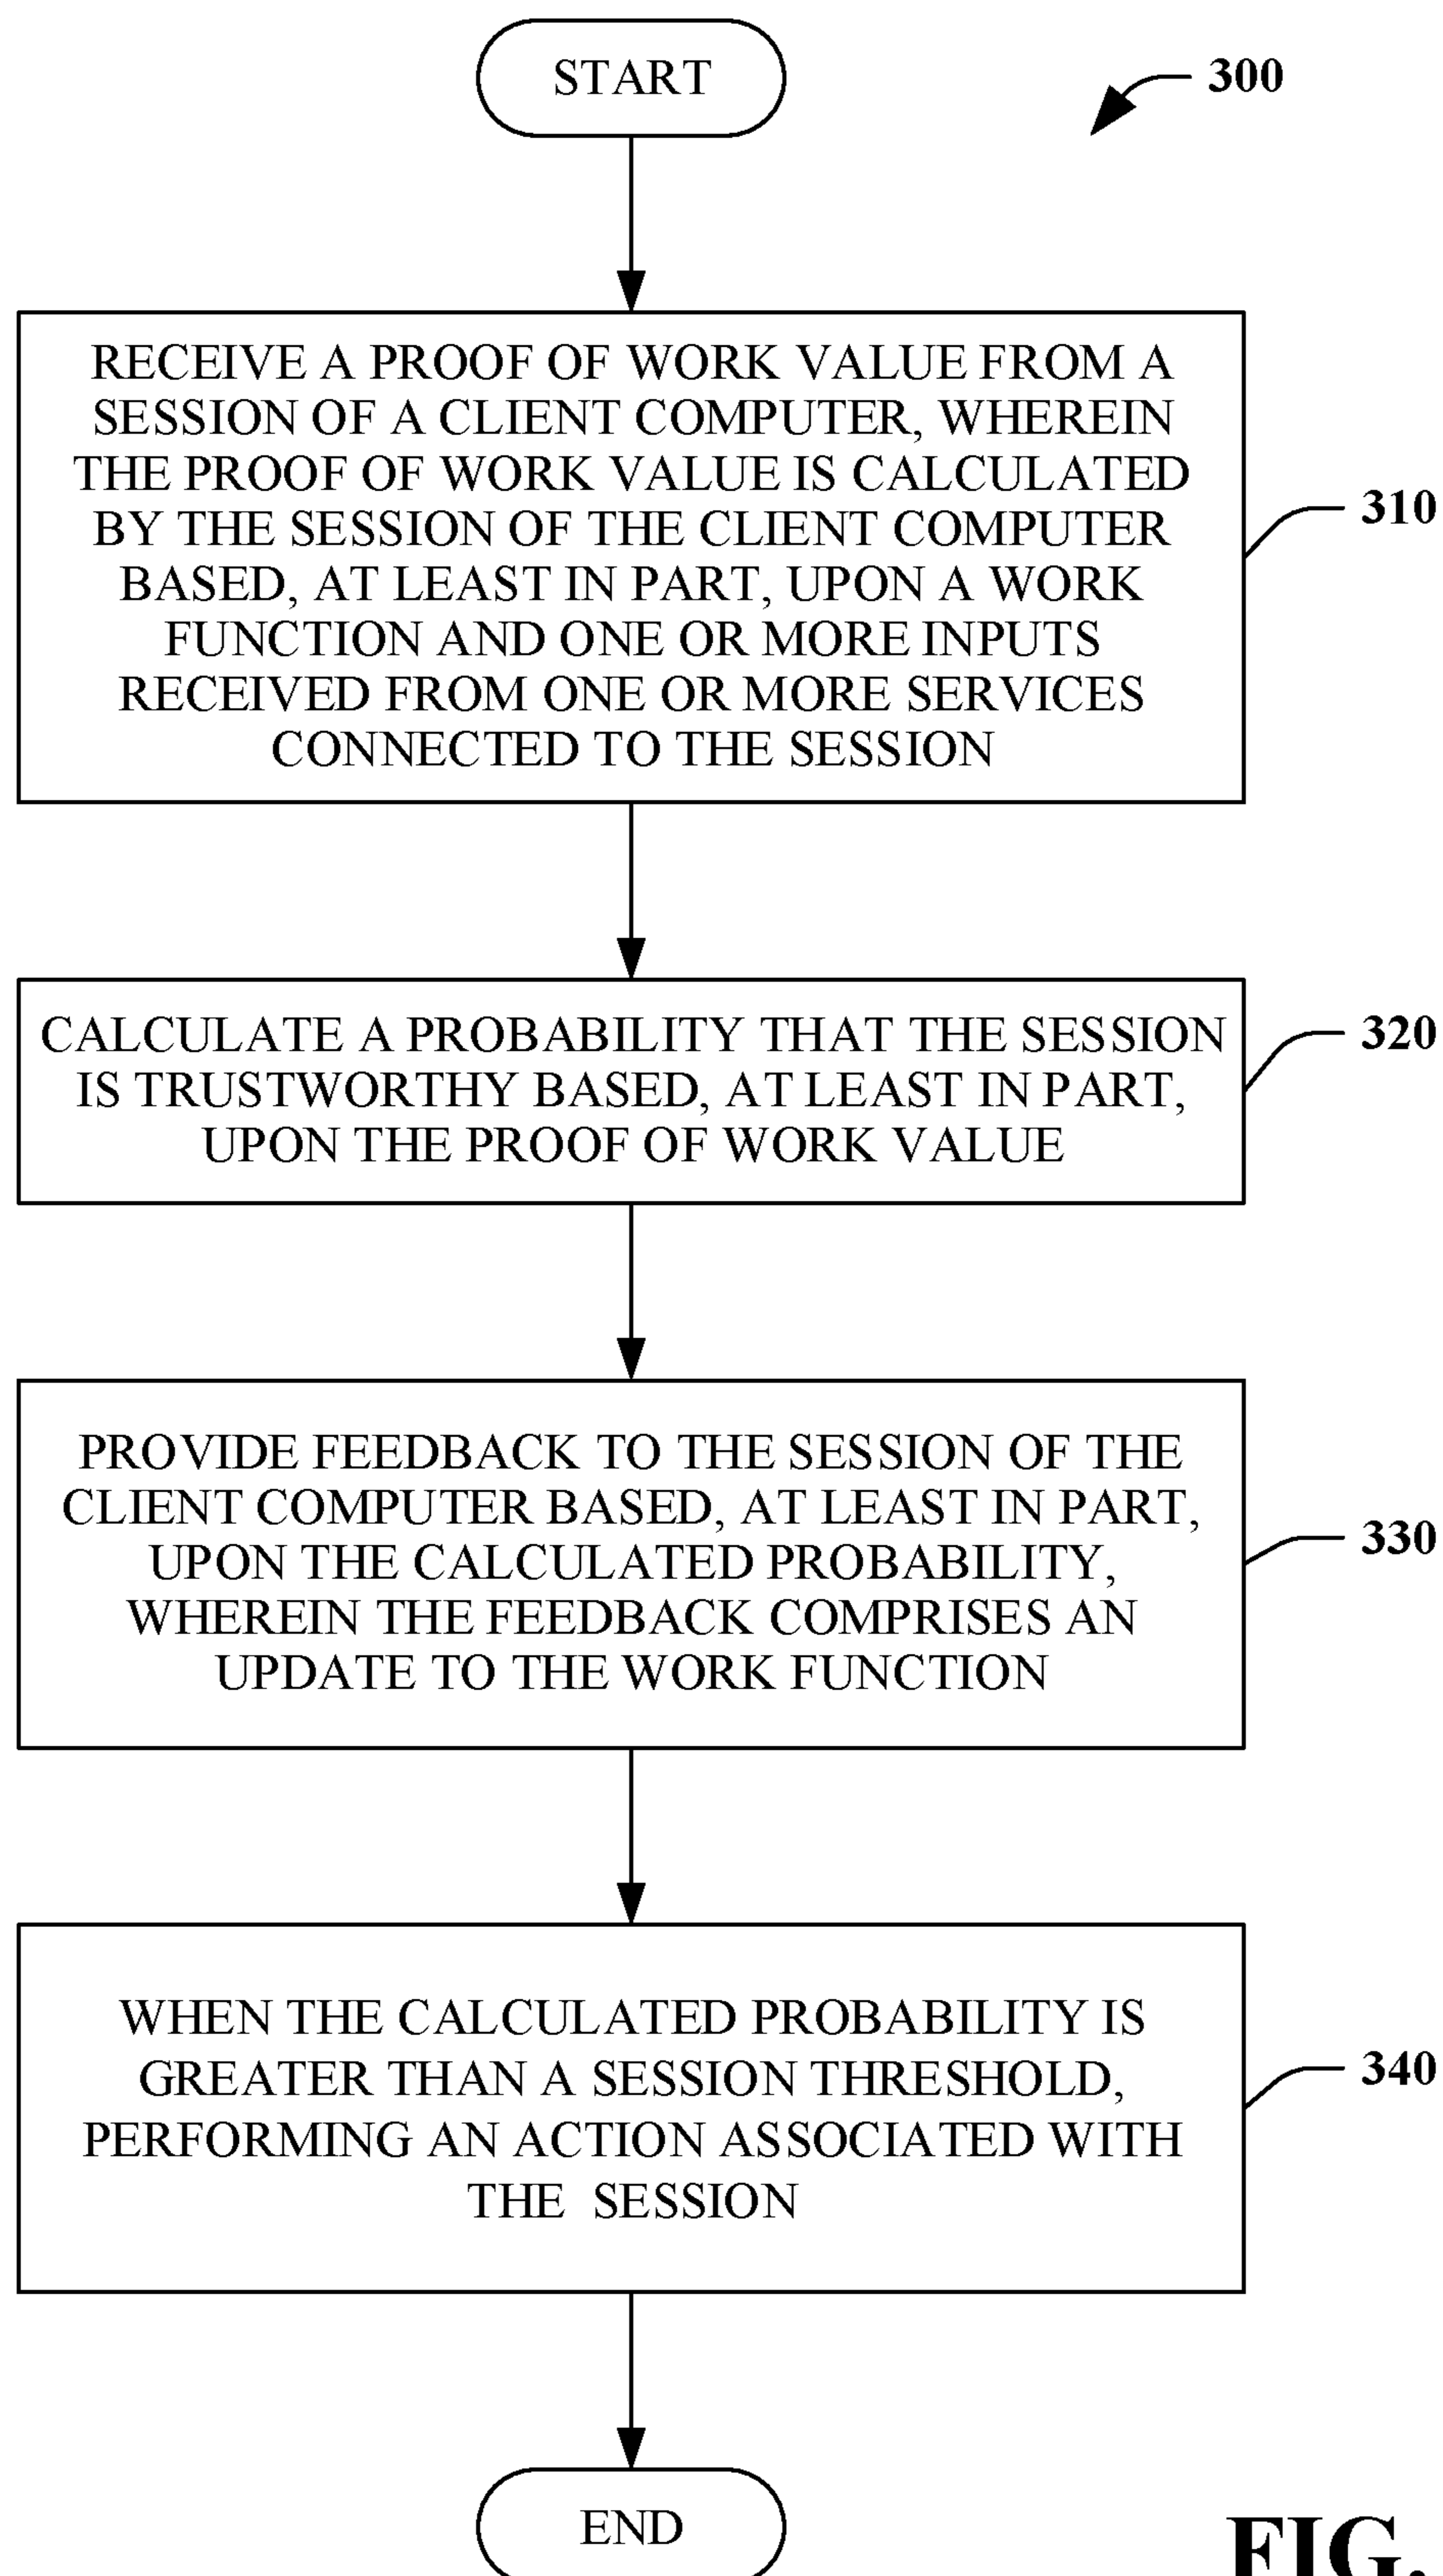 START
300
RECEIVE A PROOF OF WORK VALUE FROM A
SESSION OF A CLIENT COMPUTER, WHEREIN
THE PROOF OF WORK VALUE IS CALCULATED
BY THE SESSION OF THE CLIENT COMPUTER
BASED, AT LEAST IN PART, UPON A WORK
FUNCTION AND ONE OR MORE INPUTS
RECEIVED FROM ONE OR MORE SERVICES
CONNECTED TO THE SESSION
310
CALCULATE A PROBABILITY THAT THE SESSION
IS TRUSTWORTHY BASED, AT LEAST IN PART,
UPON THE PROOF OF WORK VALUE
320
PROVIDE FEEDBACK TO THE SESSION OF THE
CLIENT COMPUTER BASED, AT LEAST IN PART,
UPON THE CALCULATED PROBABILITY,
WHEREIN THE FEEDBACK COMPRISES AN
UPDATE TO THE WORK FUNCTION
330
WHEN THE CALCULATED PROBABILITY IS
GREATER THAN A SESSION THRESHOLD,
PERFORMING AN ACTION ASSOCIATED WITH
THE SESSION
340
END
FIG.